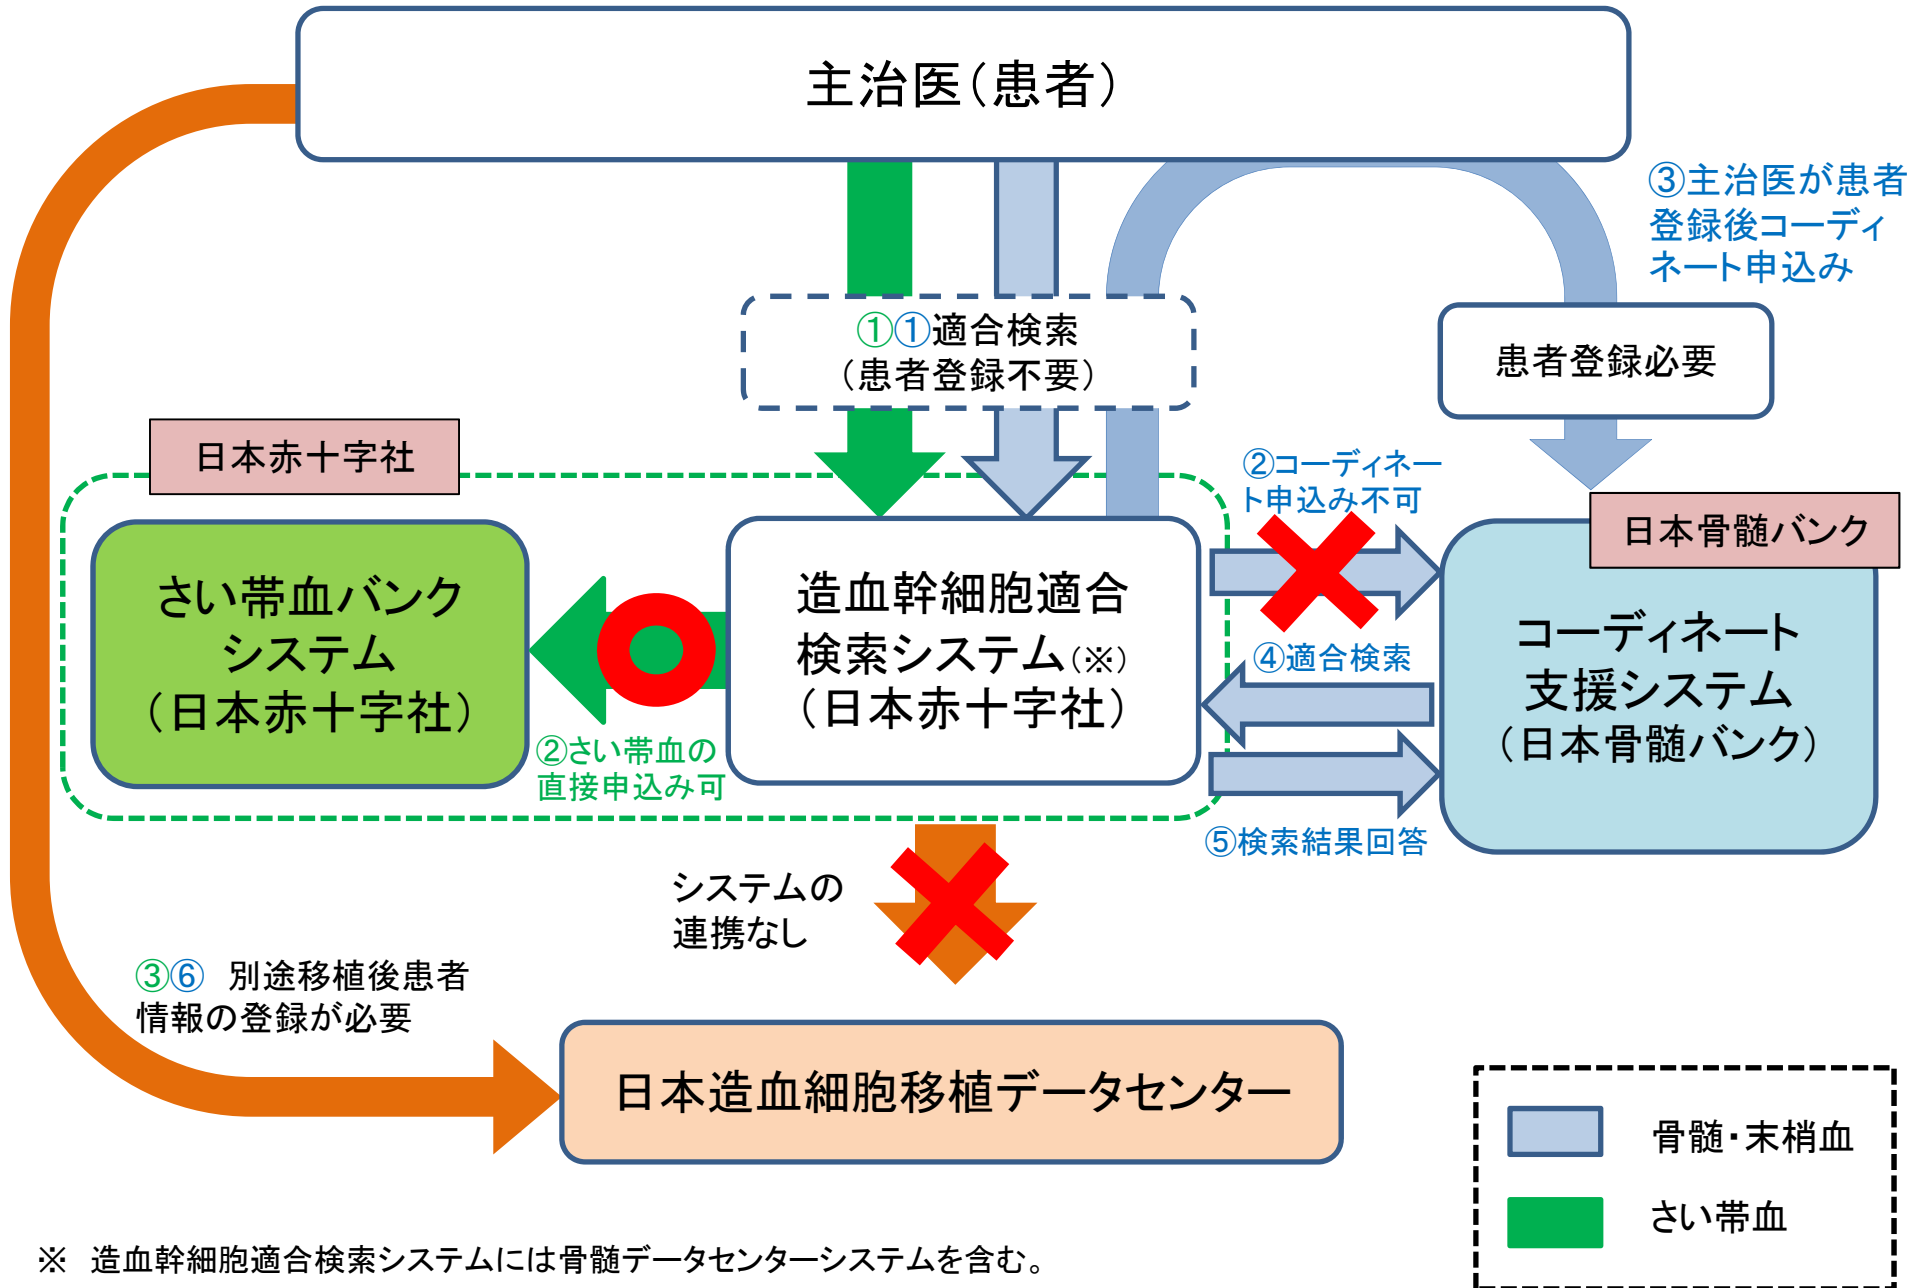 主治医（患者）
③主治医が患者
登録後コーディ
ネート申込み
①①適合検索
（患者登録不要）
患者登録必要
日本赤十字社
②コーディネー
ト申込み不可
日本骨髄バンク
さい帯血バンク
システム
（日本赤十字社）
造血幹細胞適合
検索システム（※）
（日本赤十字社）
コーディネート
支援システム
（日本骨髄バンク）
④適合検索
②さい帯血の
直接申込み可
⑤検索結果回答
システムの
連携なし
③⑥　別途移植後患者
情報の登録が必要
日本造血細胞移植データセンター
骨髄・末梢血
さい帯血
※　造血幹細胞適合検索システムには骨髄データセンターシステムを含む。